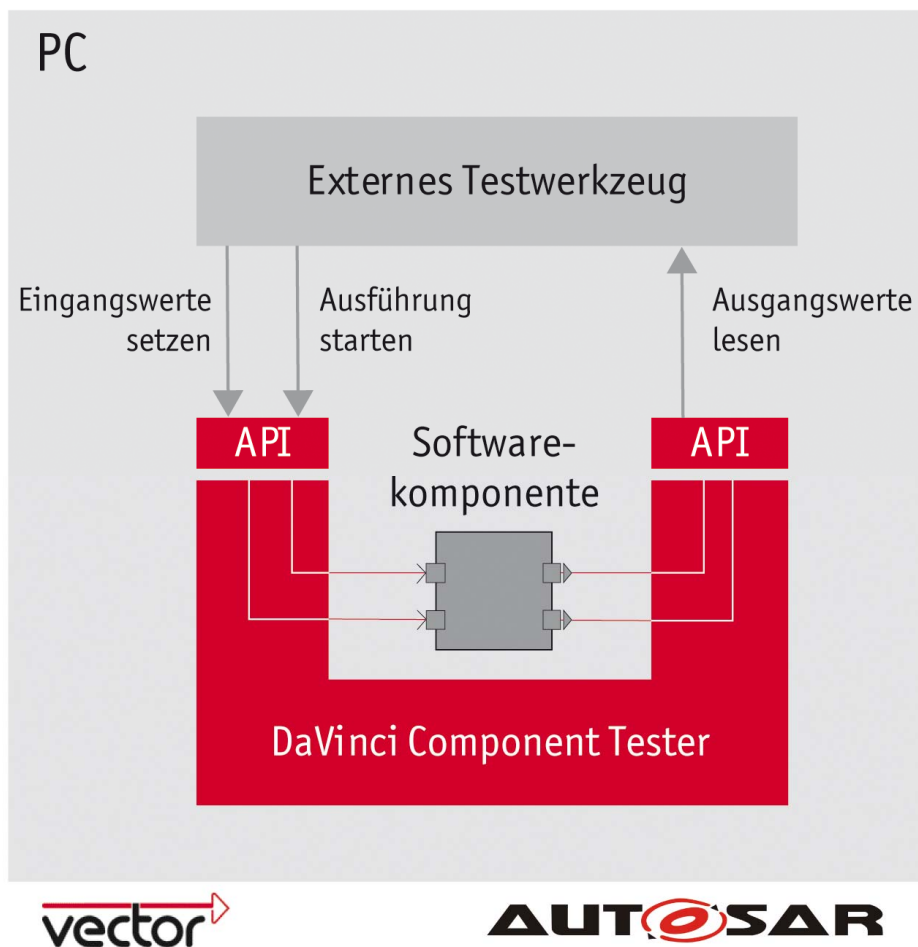 PC
Externes Testwerkzeug
Eingangswerte
setzen
Ausführung
starten
Ausgangswerte
lesen
API
Software-
komponente
API
DaVinci Component Tester
vector
AUTOSAR